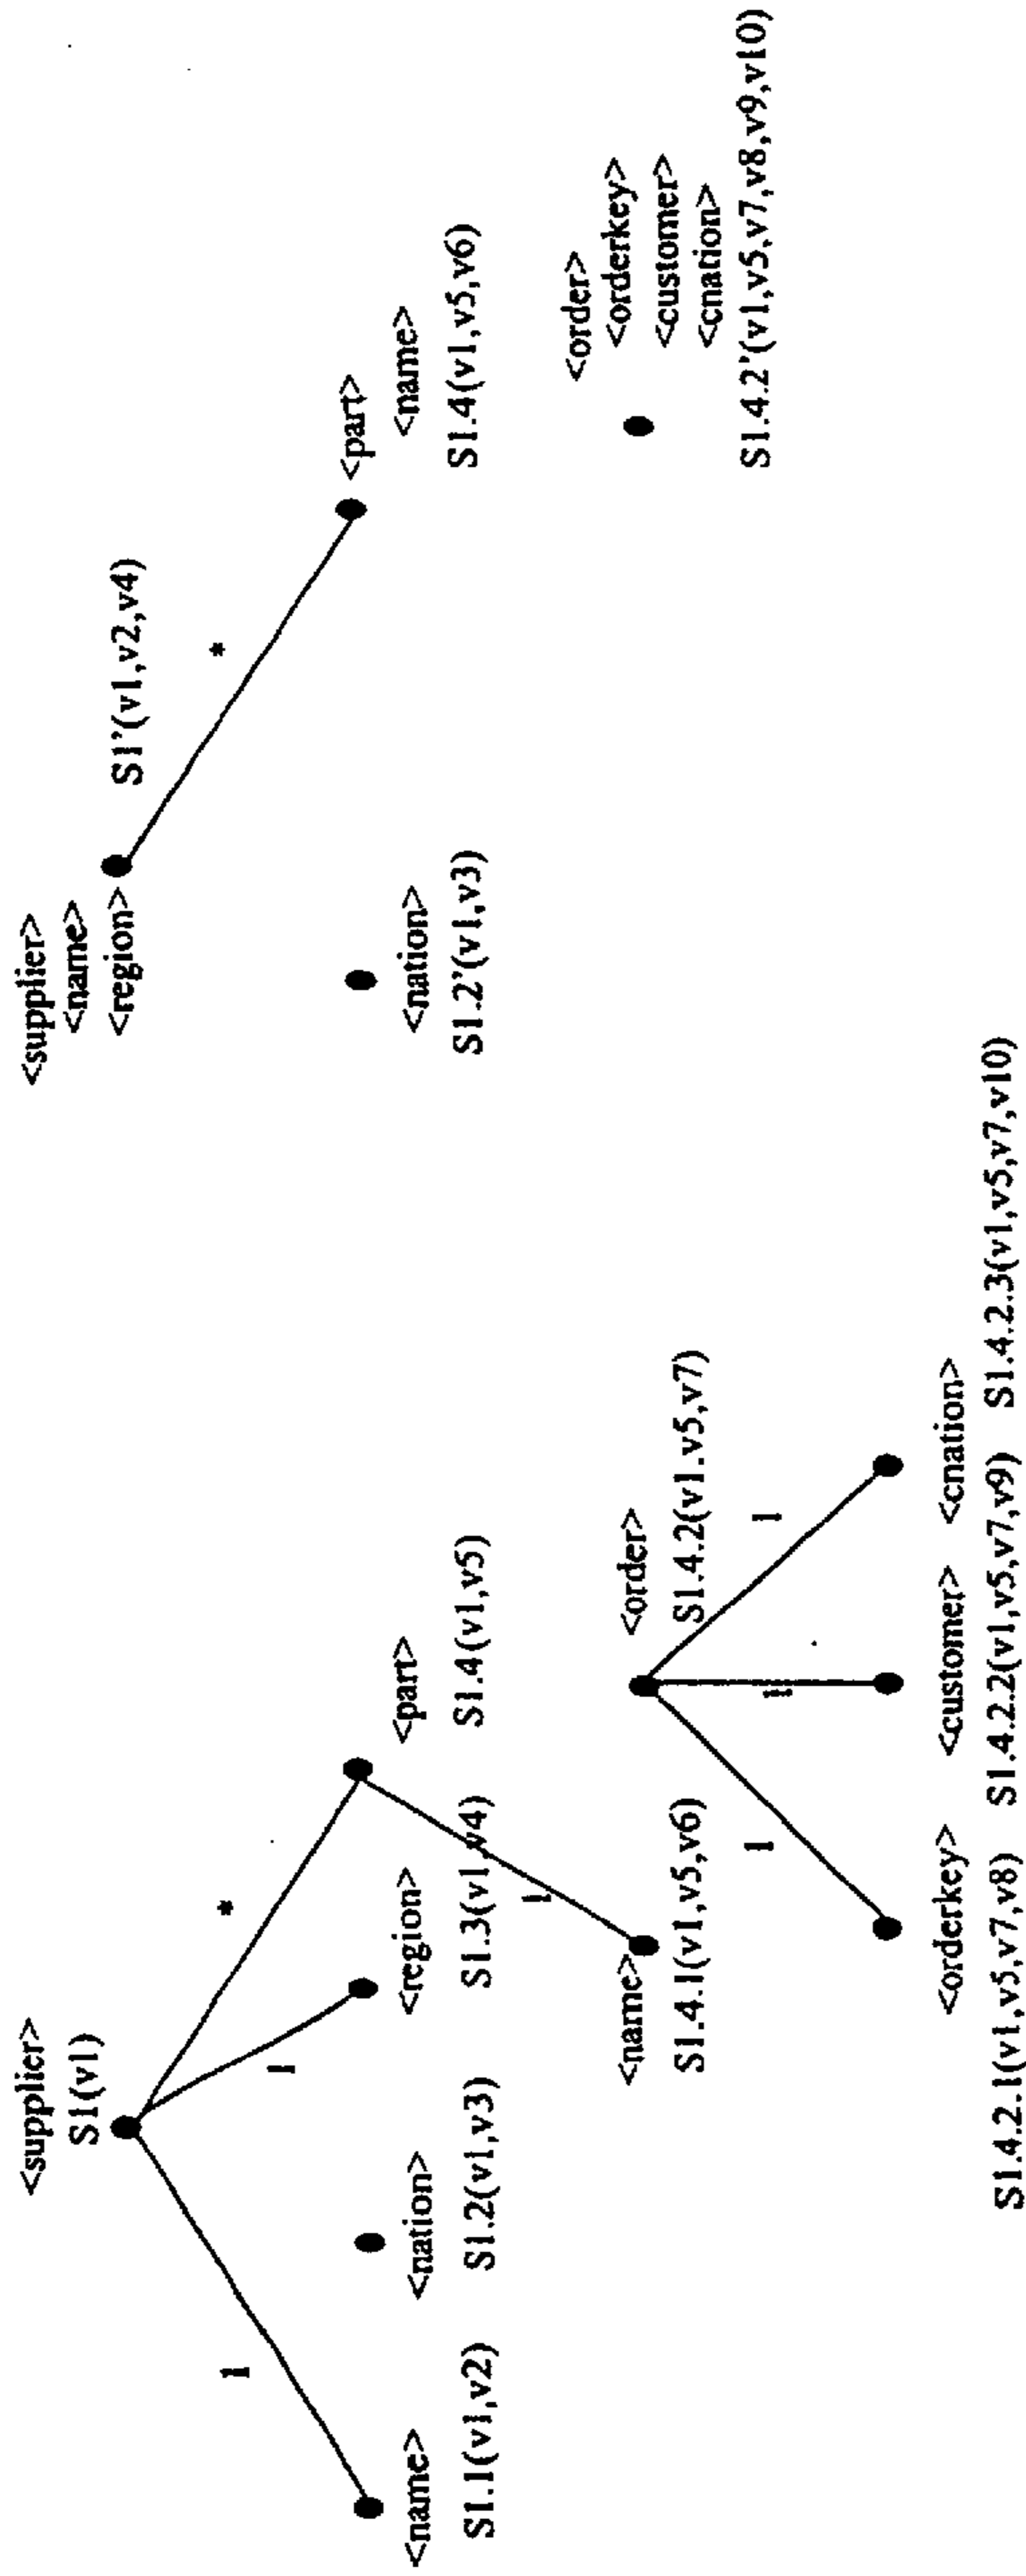 <supplier>
S1(v1)
1
1
*
<name>
<nation>
<region>
<part>
S1.1(v1,v2)
S1.2(v1,v3)
S1.3(v1,v4)
S1.4(v1,v5)
1
<name>
S1.4.1(v1,v5,v6)
<order>
S1.4.2(v1.v5,v7)
1
1
1
<orderkey>
<customer>
<cnation>
S1.4.2.1(v1,v5,v7,v8)
S1.4.2.2(v1,v5,v7,v9)
S1.4.2.3(v1,v5,v7,v10)
<supplier>
<name>
<region>
S1'(v1,v2,v4)
*
<nation>
S1.2'(v1,v3)
<part>
<name>
S1.4(v1,v5,v6)
<order>
<orderkey>
<customer>
<cnation>
S1.4.2'(v1,v5,v7,v8,v9,v10)